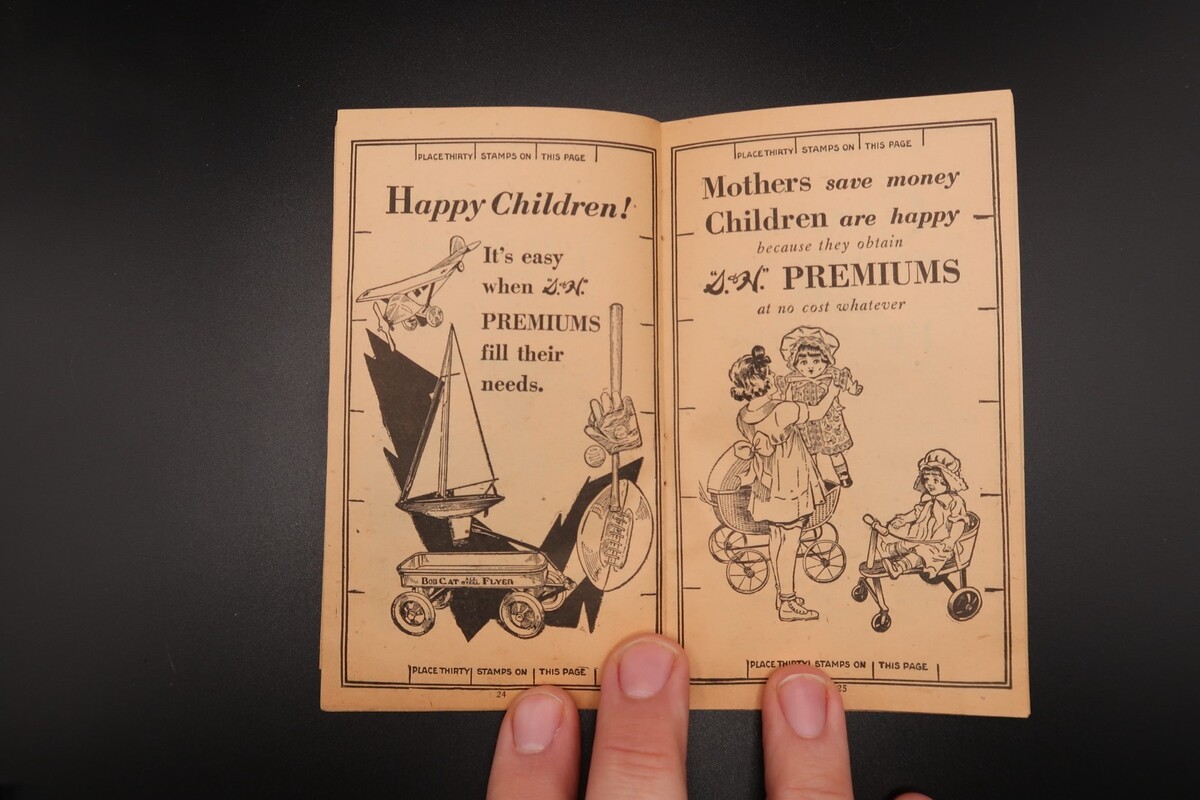 PLACE THIRTY STAMPS ON THIS PAGE
Happy Children!
It's easy
when "S.&H."
PREMIUMS
fill their
needs.
BOB CAT ALL STEEL FLYER
PLACE THIRTY STAMPS ON THIS PAGE
24
PLACE THIRTY STAMPS ON THIS PAGE
Mothers save money
Children are happy
because they obtain
"S.&H." PREMIUMS
at no cost whatever
PLACE THIRTY STAMPS ON THIS PAGE
25